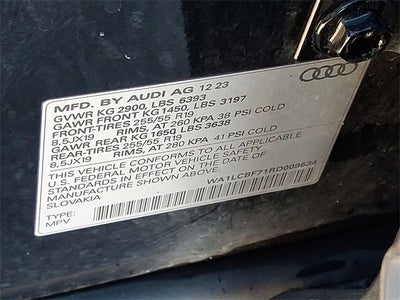 MFD. BY AUDI AG 12 23
GVWR KG 2900, LBS 6393
GAWR FRONT KG 1450, LBS 3197
FRONT-TIRES 255/55 R19
8,5JX19 RIMS, AT 260 KPA 38 PSI COLD
GAWR REAR KG 1650 LBS 3638
REAR-TIRES 255/55 R19
8,5JX19 RIMS, AT 280 KPA 41 PSI COLD
THIS VEHICLE CONFORMS TO ALL APPLICABLE
FEDERAL MOTOR VEHICLE SAFETY
STANDARDS IN EFFECT ON THE DATE OF
MANUFACTURE SHOWN ABOVE.
SLOVAKIA
WA1LCBF71RD009634
TYPE:
MPV